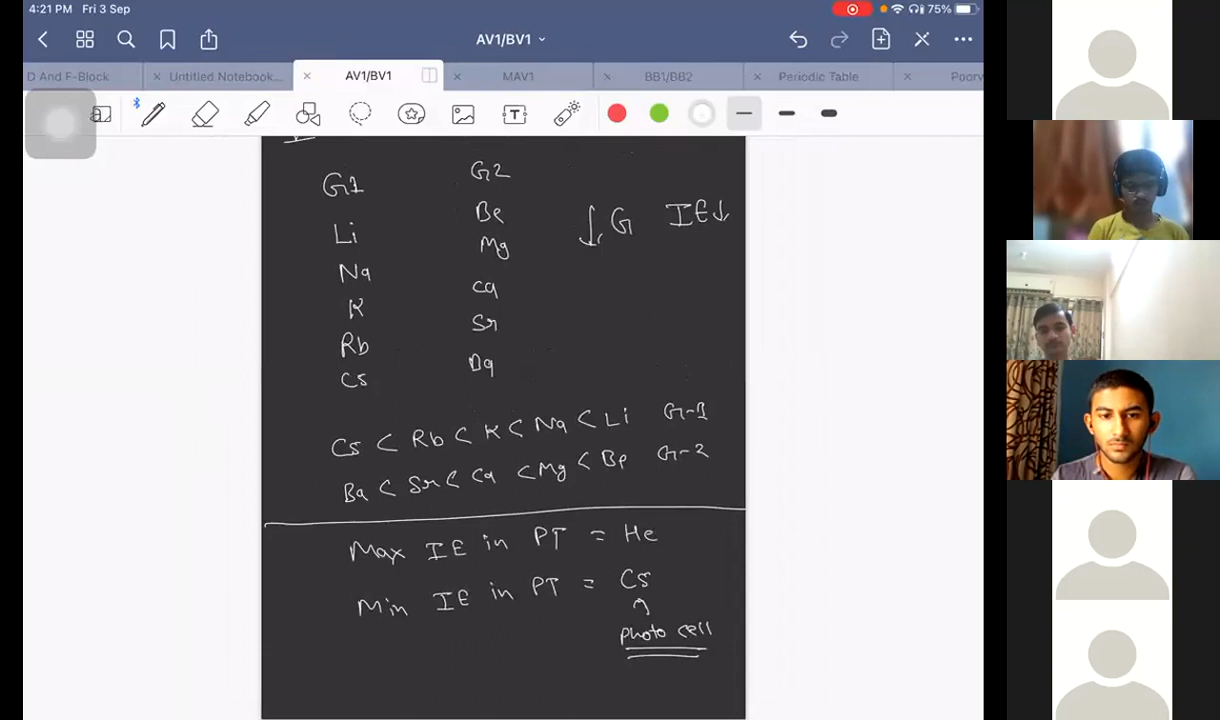 4:21 PM Fri 3 Sep
75%
AV1/BV1
D And F-Block
Untitled Notebook...
AV1/BV1
MAV1
BB1/BB2
Periodic Table
Poorv
G1 G2
Li Be ↓G IE↓
Na Mg
K Ca
Rb Sr
Cs Ba
Cs < Rb < K < Na < Li G-1
Ba < Sr < Ca < Mg < Be G-2
Max IE in PT = He
Min IE in PT = Cs
photo cell